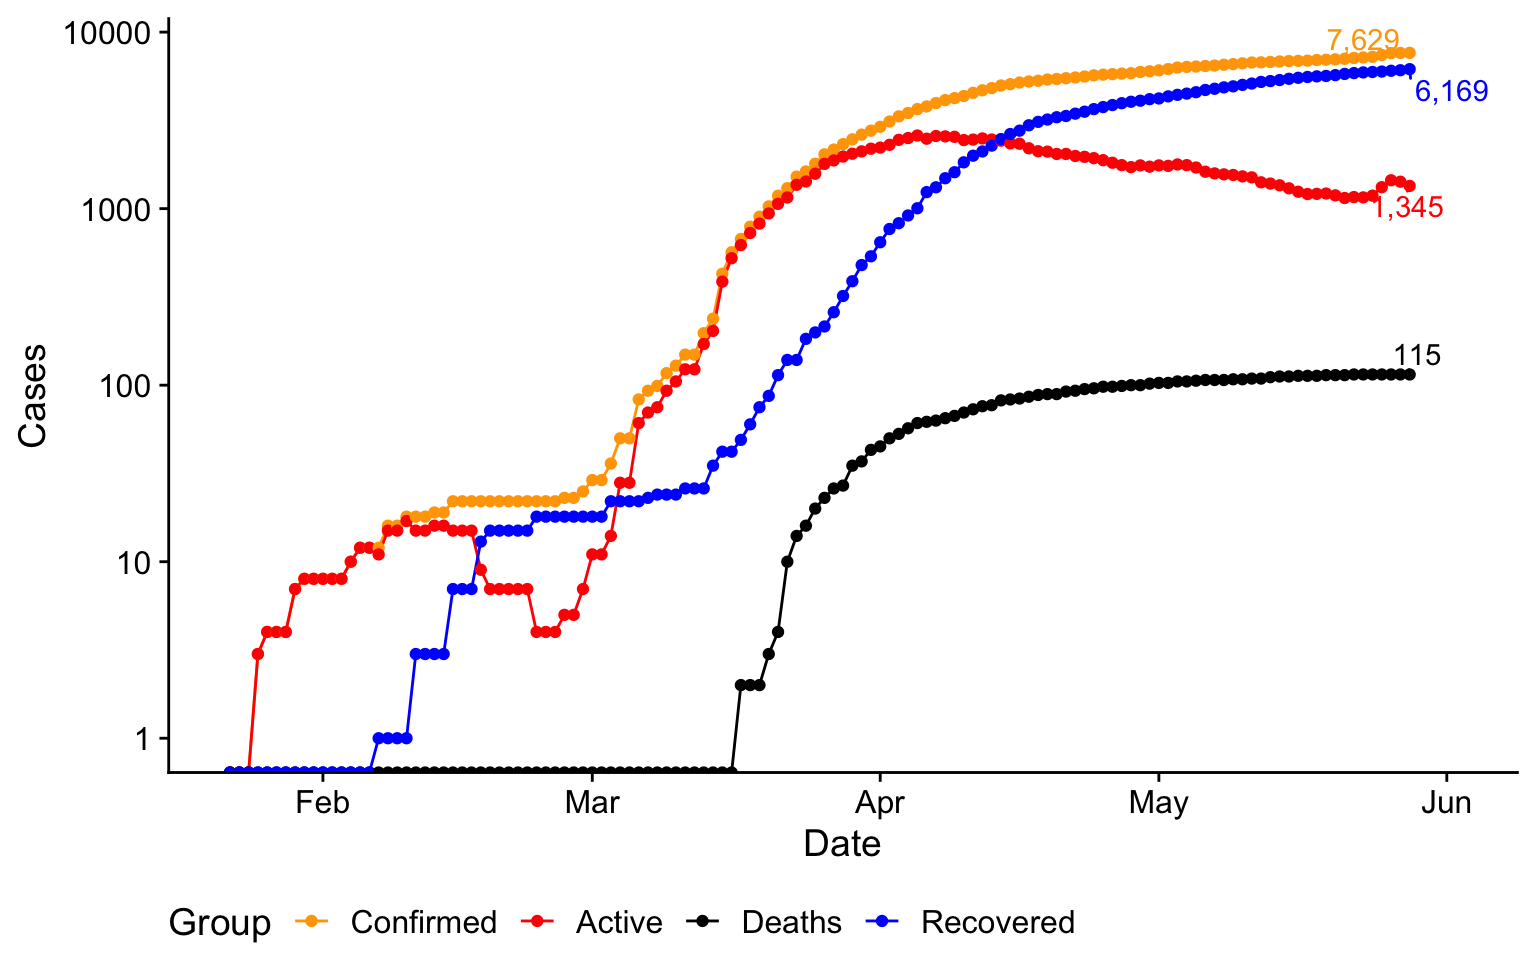 10000
1000
100
10
1
Cases
7,629
6,169
1,345
115
Feb Mar Apr May Jun
Date
Group Confirmed Active Deaths Recovered